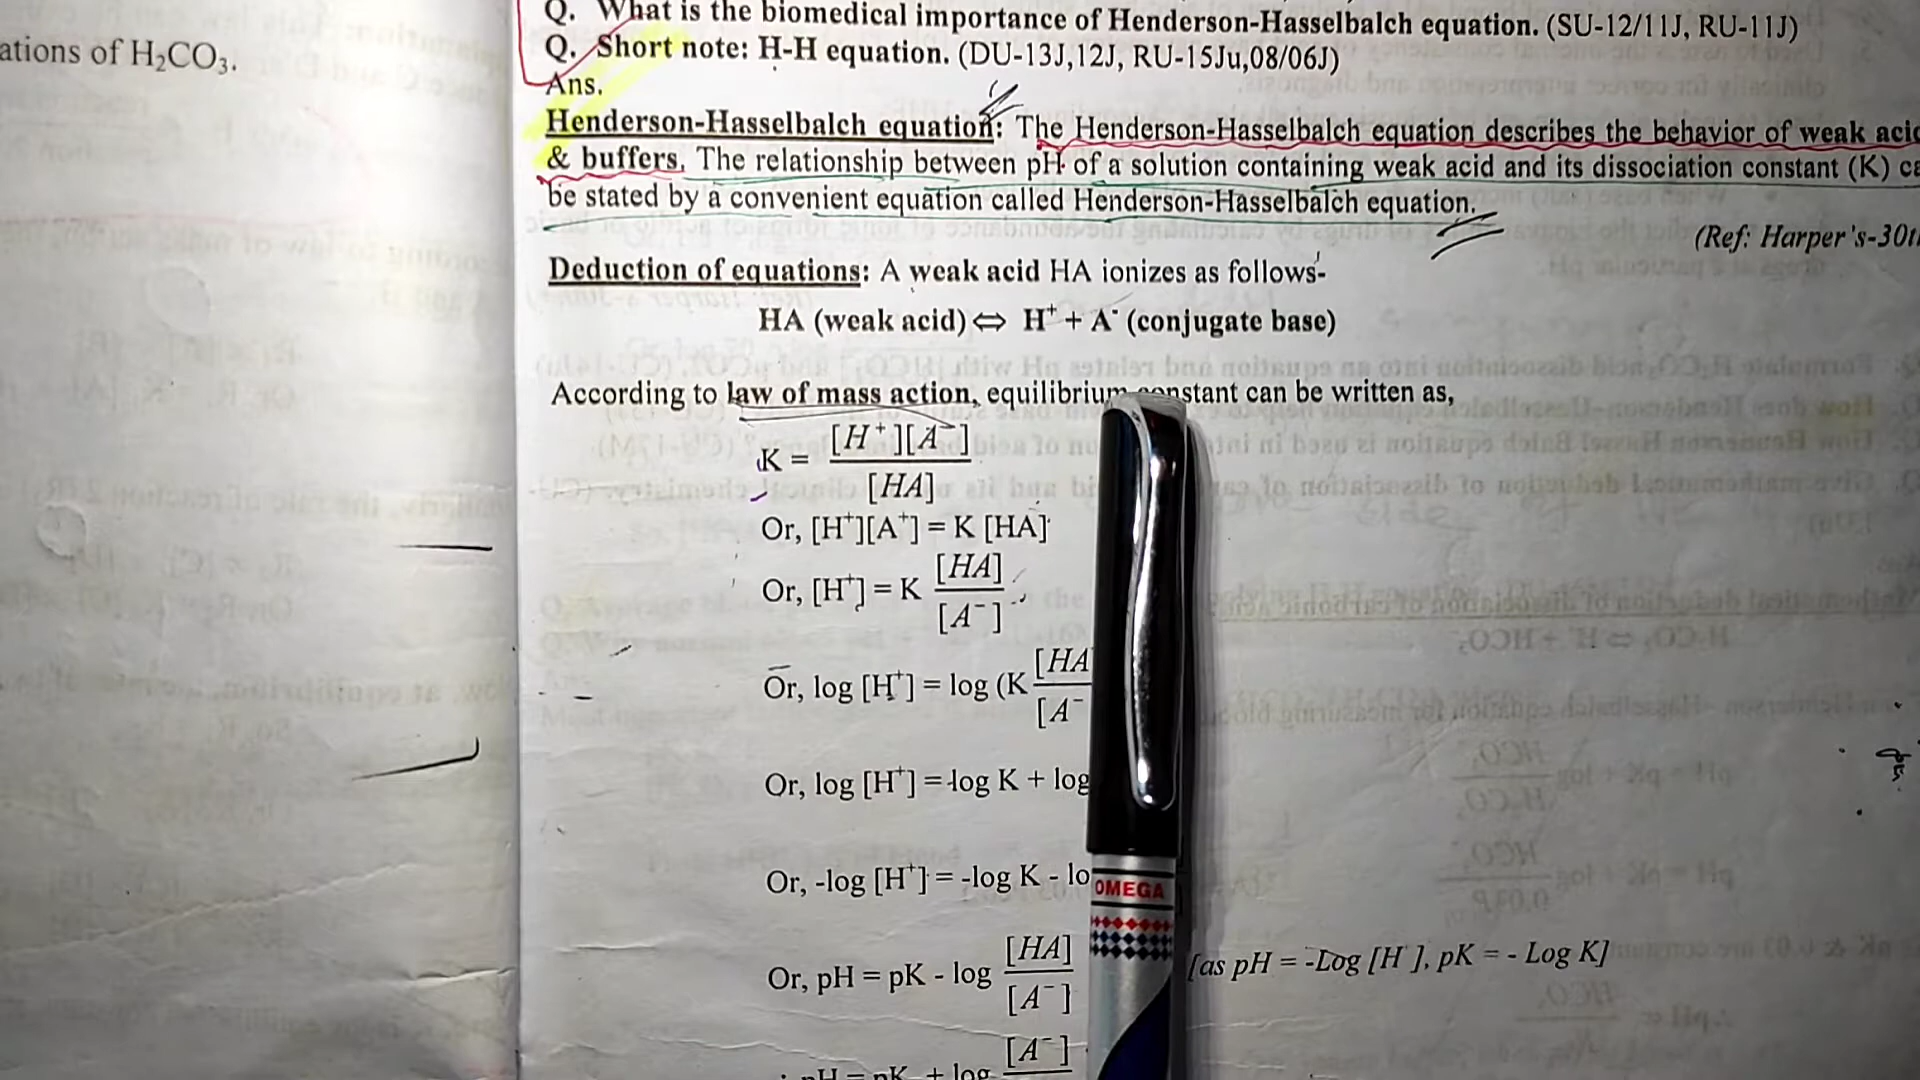 ations of H₂CO₃.
Q. What is the biomedical importance of Henderson-Hasselbalch equation. (SU-12/11J, RU-11J)
Q. Short note: H-H equation. (DU-13J,12J, RU-15Ju,08/06J)
Ans.
Henderson-Hasselbalch equation: The Henderson-Hasselbalch equation describes the behavior of weak acid
& buffers. The relationship between pH of a solution containing weak acid and its dissociation constant (K) ca
be stated by a convenient equation called Henderson-Hasselbalch equation.
(Ref: Harper's-30th
Deduction of equations: A weak acid HA ionizes as follows-
HA (weak acid) ⇔ H⁺ + A⁻ (conjugate base)
According to law of mass action, equilibrium constant can be written as,
K = [H⁺][A⁻] / [HA]
Or, [H⁺][A⁺] = K [HA]
Or, [H⁺] = K [HA] / [A⁻]
Or, log [H⁺] = log (K [HA / [A⁻
Or, log [H⁺] = log K + log
Or, -log [H⁺] = -log K - lo
OMEGA
Or, pH = pK - log [HA] / [A⁻] [as pH = -Log [H⁺], pK = - Log K]
∴ pH = pK + log [A⁻]